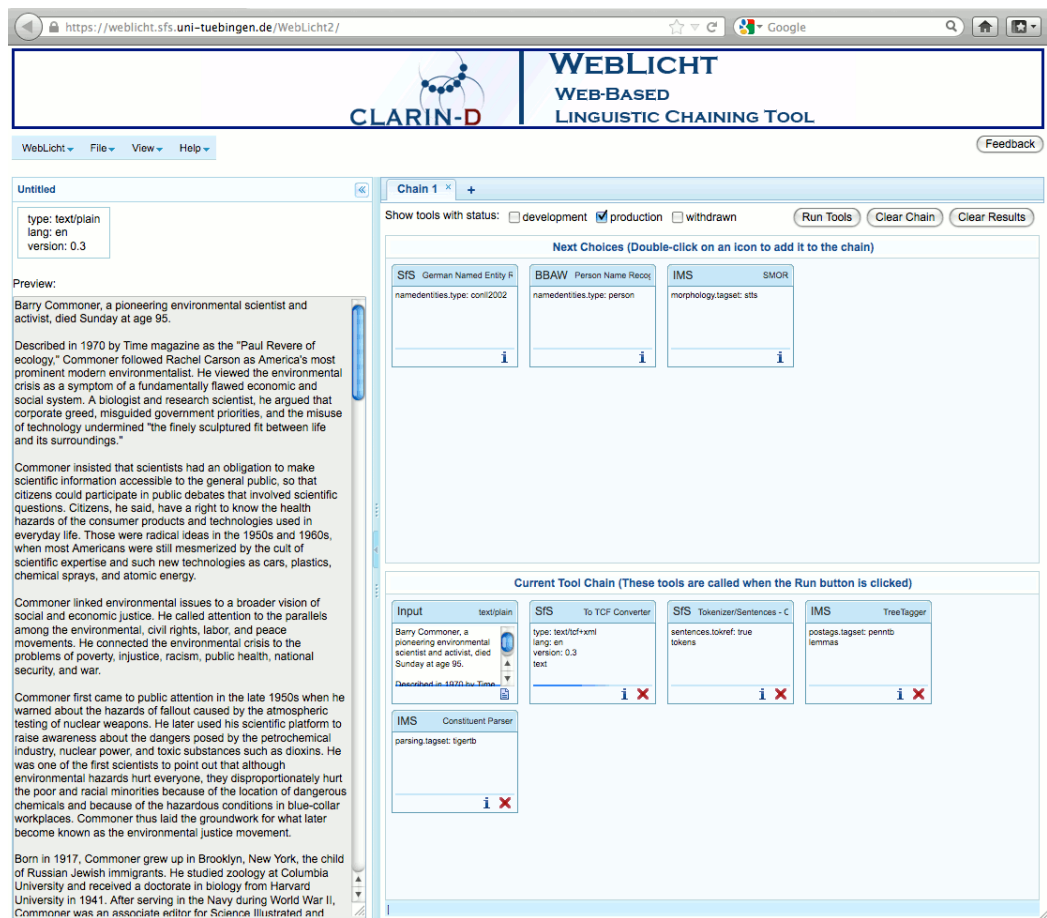 https://weblicht.sfs.uni-tuebingen.de/WebLicht2/
Google
CLARIN-D
WEBLICHT
WEB-BASED
LINGUISTIC CHAINING TOOL
WebLicht File View Help
Feedback
Untitled
type: text/plain
lang: en
version: 0.3
Preview:
Barry Commoner, a pioneering environmental scientist and
activist, died Sunday at age 95.
Described in 1970 by Time magazine as the "Paul Revere of
ecology," Commoner followed Rachel Carson as America's most
prominent modern environmentalist. He viewed the environmental
crisis as a symptom of a fundamentally flawed economic and
social system. A biologist and research scientist, he argued that
corporate greed, misguided government priorities, and the misuse
of technology undermined "the finely sculptured fit between life
and its surroundings."
Commoner insisted that scientists had an obligation to make
scientific information accessible to the general public, so that
citizens could participate in public debates that involved scientific
questions. Citizens, he said, have a right to know the health
hazards of the consumer products and technologies used in
everyday life. Those were radical ideas in the 1950s and 1960s,
when most Americans were still mesmerized by the cult of
scientific expertise and such new technologies as cars, plastics,
chemical sprays, and atomic energy.
Commoner linked environmental issues to a broader vision of
social and economic justice. He called attention to the parallels
among the environmental, civil rights, labor, and peace
movements. He connected the environmental crisis to the
problems of poverty, injustice, racism, public health, national
security, and war.
Commoner first came to public attention in the late 1950s when he
warned about the hazards of fallout caused by the atmospheric
testing of nuclear weapons. He later used his scientific platform to
raise awareness about the dangers posed by the petrochemical
industry, nuclear power, and toxic substances such as dioxins. He
was one of the first scientists to point out that although
environmental hazards hurt everyone, they disproportionately hurt
the poor and racial minorities because of the location of dangerous
chemicals and because of the hazardous conditions in blue-collar
workplaces. Commoner thus laid the groundwork for what later
become known as the environmental justice movement.
Born in 1917, Commoner grew up in Brooklyn, New York, the child
of Russian Jewish immigrants. He studied zoology at Columbia
University and received a doctorate in biology from Harvard
University in 1941. After serving in the Navy during World War II,
Commoner was an associate editor for Science Illustrated and
Chain 1 × +
Show tools with status: development production withdrawn
Run Tools Clear Chain Clear Results
Next Choices (Double-click on an icon to add it to the chain)
SfS German Named Entity R
namedentities.type: conll2002
i
BBAW Person Name Recog
namedentities.type: person
i
IMS SMOR
morphology.tagset: stts
i
Current Tool Chain (These tools are called when the Run button is clicked)
Input text/plain
Barry Commoner, a
pioneering environmental
scientist and activist, died
Sunday at age 95.
Described in 1970 by Time
SfS To TCF Converter
type: text/tcf+xml
lang: en
version: 0.3
text
i
SfS Tokenizer/Sentences - C
sentences.tokref: true
tokens
i
IMS TreeTagger
postags.tagset: penntb
lemmas
i
IMS Constituent Parser
parsing.tagset: tigertb
i